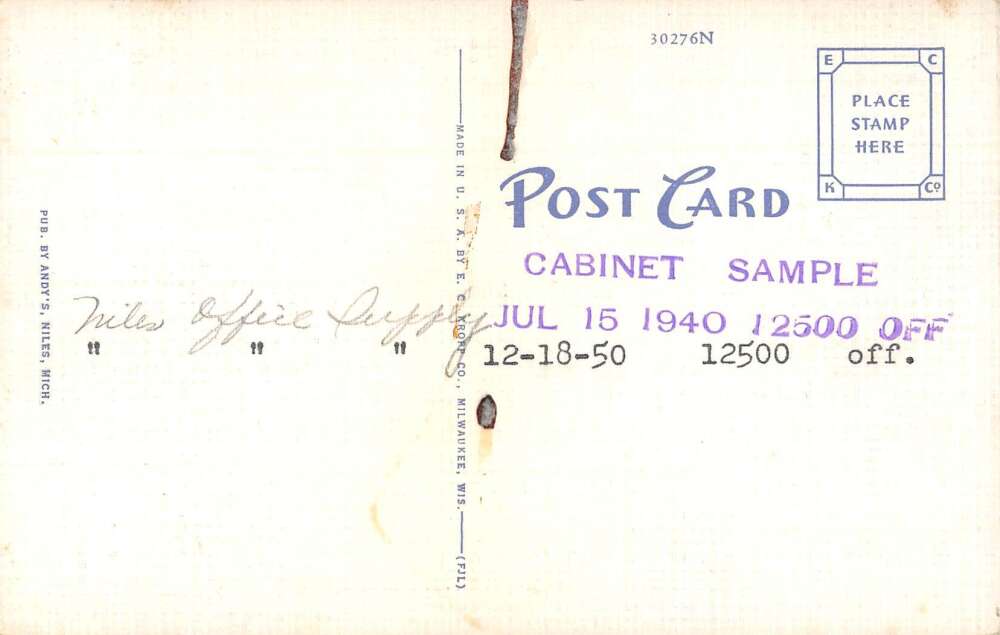 30276N
E C
PLACE
STAMP
HERE
K Co
POST CARD
CABINET SAMPLE
JUL 15 1940 12500 OFF
12-18-50 12500 off.
Niles Office Supply
" " "
PUB. BY ANDY'S, NILES, MICH.
MADE IN U. S. A. BY E. C. KROPP CO., MILWAUKEE, WIS. (FJL)